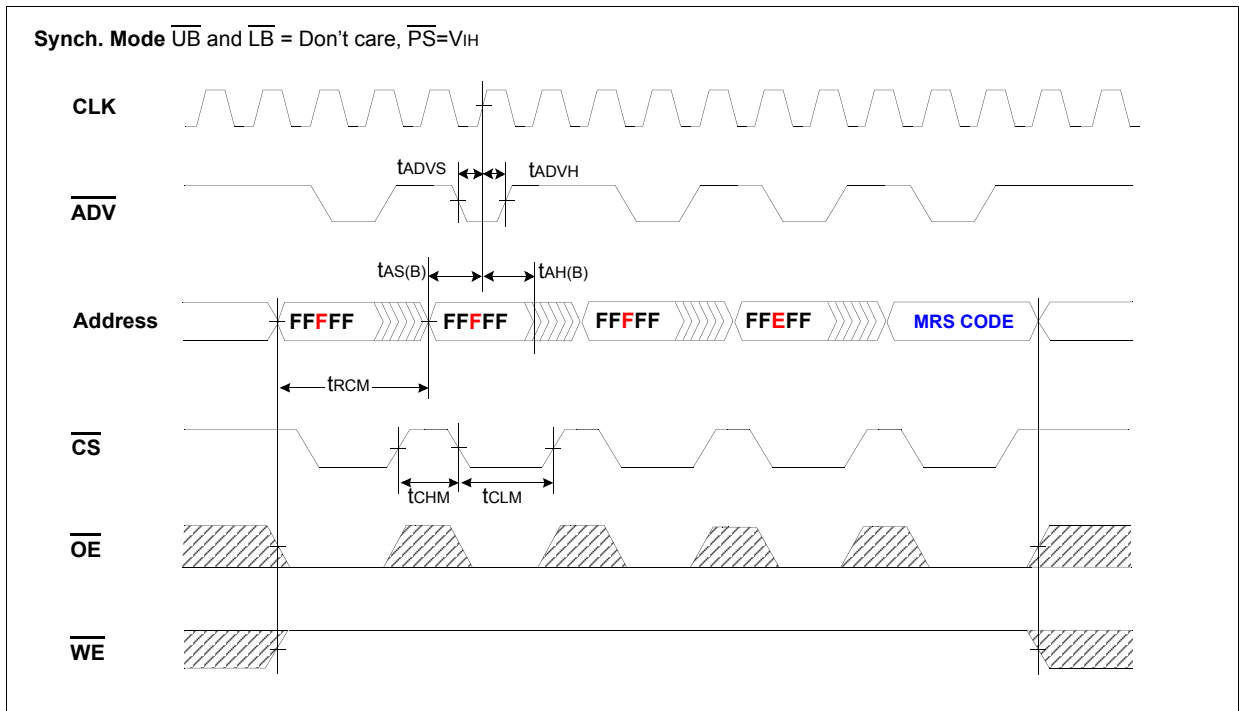 Synch. Mode UB and LB = Don't care, PS=VIH
CLK
tADVS
tADVH
ADV
tAS(B)
tAH(B)
Address
FFFFF
FFFFF
FFFFF
FFEFF
MRS CODE
tRCM
CS
tCHM
tCLM
OE
WE